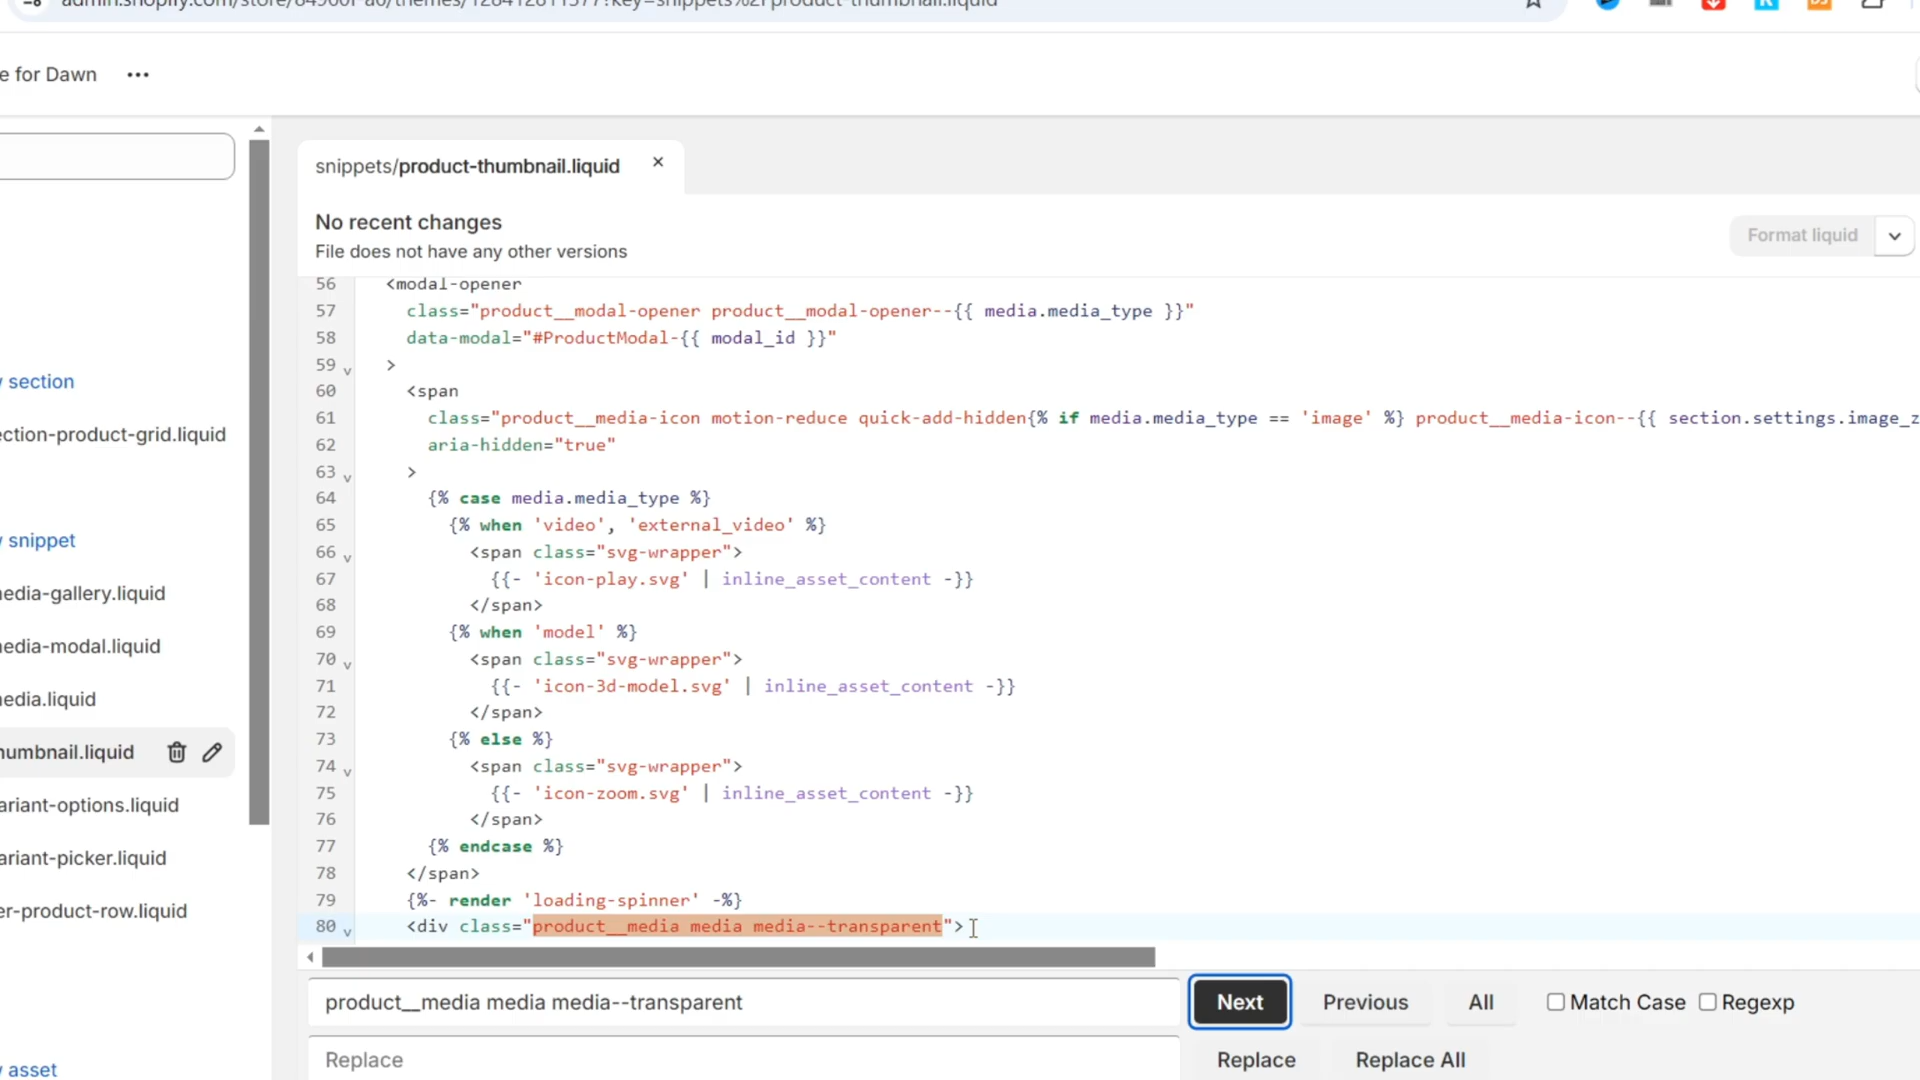 e for Dawn
snippets/product-thumbnail.liquid
No recent changes
File does not have any other versions
Format liquid
section
ction-product-grid.liquid
snippet
edia-gallery.liquid
edia-modal.liquid
edia.liquid
umbnail.liquid
ariant-options.liquid
ariant-picker.liquid
er-product-row.liquid
asset
56 <modal-opener
57 class="product__modal-opener product__modal-opener--{{ media.media_type }}"
58 data-modal="#ProductModal-{{ modal_id }}"
59 >
60 <span
61 class="product__media-icon motion-reduce quick-add-hidden{% if media.media_type == 'image' %} product__media-icon--{{ section.settings.image_z
62 aria-hidden="true"
63 >
64 {% case media.media_type %}
65 {% when 'video', 'external_video' %}
66 <span class="svg-wrapper">
67 {{- 'icon-play.svg' | inline_asset_content -}}
68 </span>
69 {% when 'model' %}
70 <span class="svg-wrapper">
71 {{- 'icon-3d-model.svg' | inline_asset_content -}}
72 </span>
73 {% else %}
74 <span class="svg-wrapper">
75 {{- 'icon-zoom.svg' | inline_asset_content -}}
76 </span>
77 {% endcase %}
78 </span>
79 {%- render 'loading-spinner' -%}
80 <div class="product__media media media--transparent">
product__media media media--transparent
Next Previous All Match Case Regexp
Replace Replace Replace All